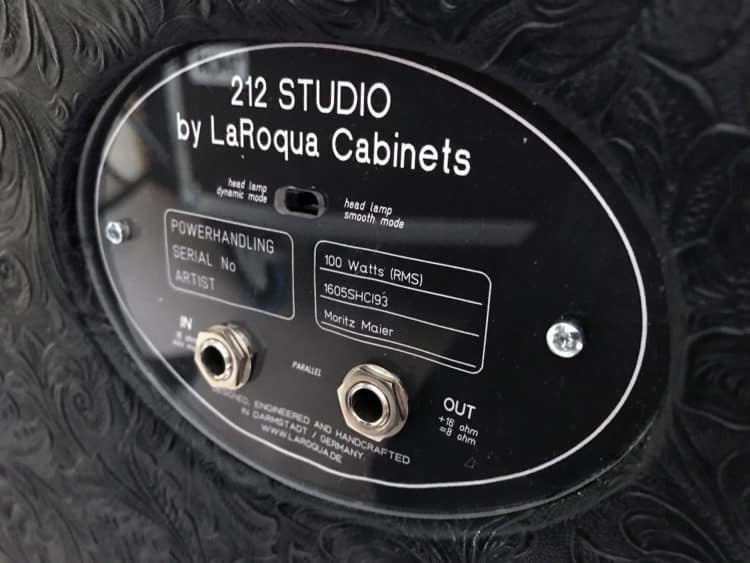 212 STUDIO
by LaRoqua Cabinets
head lamp
dynamic mode
head lamp
smooth mode
POWERHANDLING
SERIAL No
ARTIST
100 Watts (RMS)
1605SHCI93
Moritz Maier
IN
ohm
PARALLEL
OUT
+16 ohm
=8 ohm
DESIGNED, ENGINEERED AND HANDCRAFTED
IN DARMSTADT / GERMANY
WWW.LAROQUA.DE